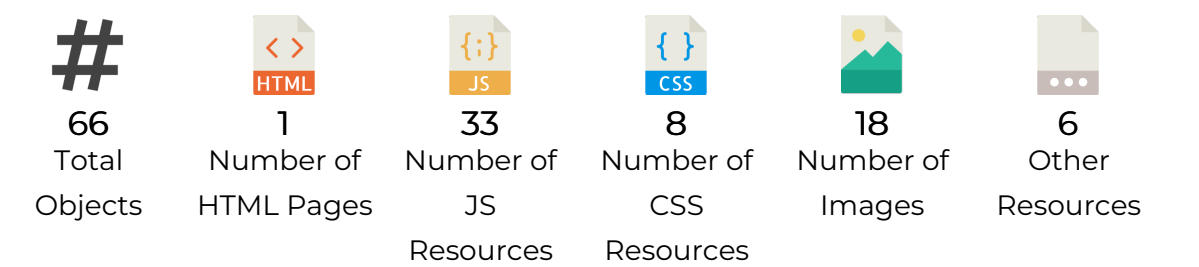 #
HTML
{;}
JS
{ }
CSS
66
1
33
8
18
6
Total
Objects
Number of
HTML Pages
Number of
JS
Resources
Number of
CSS
Resources
Number of
Images
Other
Resources